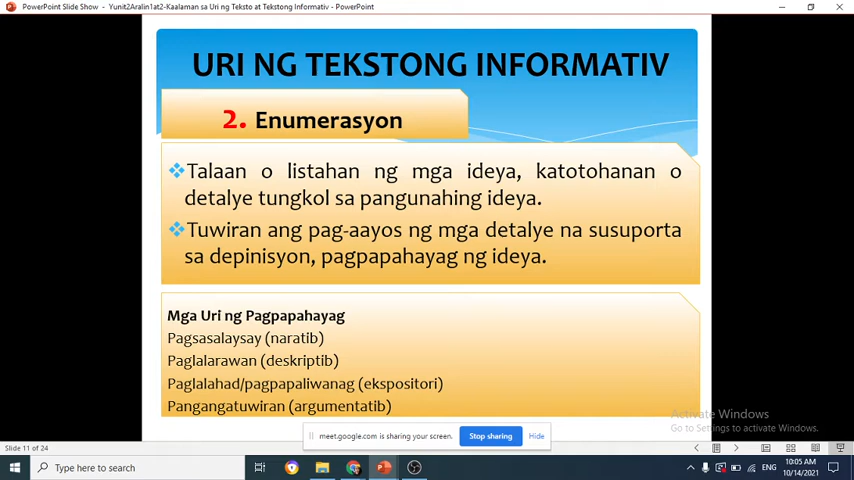 PowerPoint Slide Show - Yunit2Aralin1at2-Kaalaman sa Uri ng Teksto at Tekstong Informativ - PowerPoint
URI NG TEKSTONG INFORMATIV
2. Enumerasyon
Talaan o listahan ng mga ideya, katotohanan o
detalye tungkol sa pangunahing ideya.
Tuwiran ang pag-aayos ng mga detalye na susuporta
sa depinisyon, pagpapahayag ng ideya.
Mga Uri ng Pagpapahayag
Pagsasalaysay (naratib)
Paglalarawan (deskriptib)
Paglalahad/pagpapaliwanag (ekspositori)
Pangangatuwiran (argumentatib)
Activate Windows
Go to Settings to activate Windows.
meet.google.com is sharing your screen. Stop sharing Hide
Slide 11 of 24
Type here to search
ENG
10:05 AM
10/14/2021